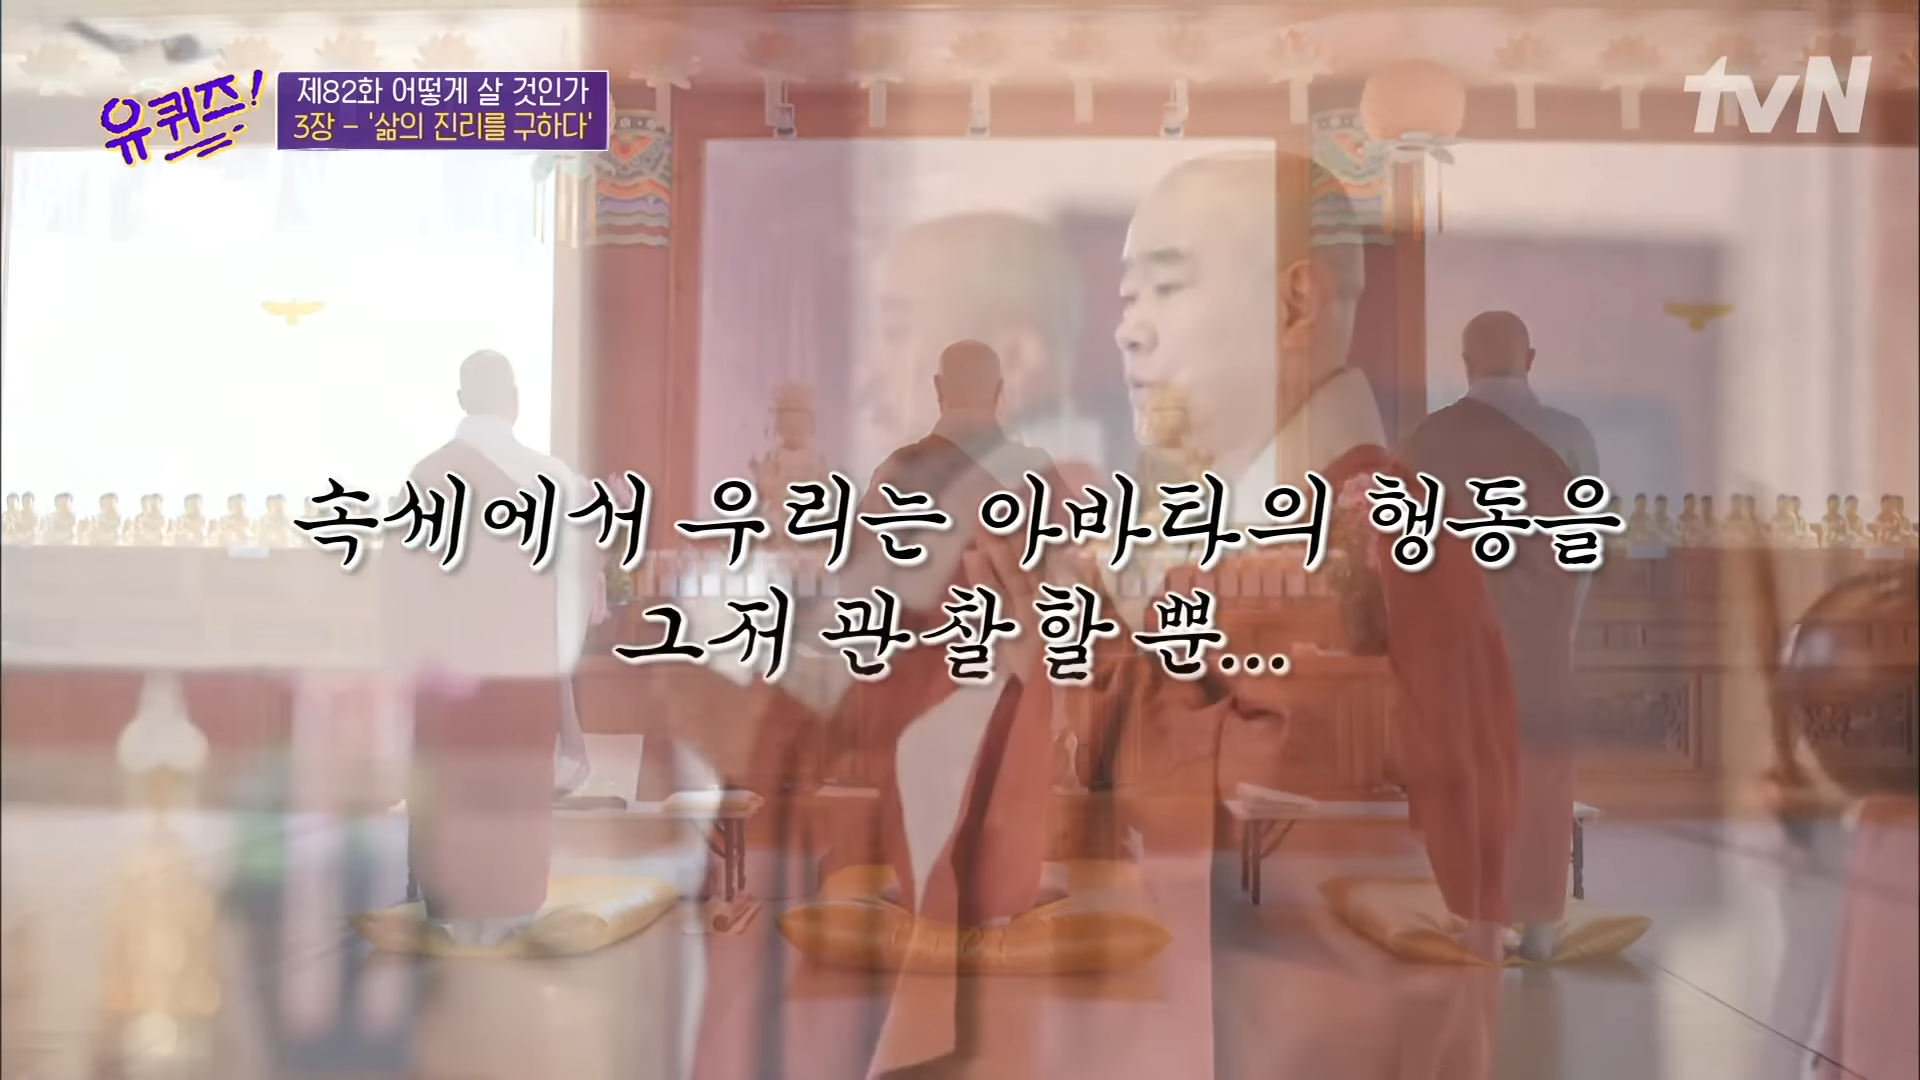 유퀴즈!
제82화 어떻게 살 것인가
3장 - '삶의 진리를 구하다'
tvN
속세에서 우리는 아바타의 행동을
그저 관찰할 뿐...